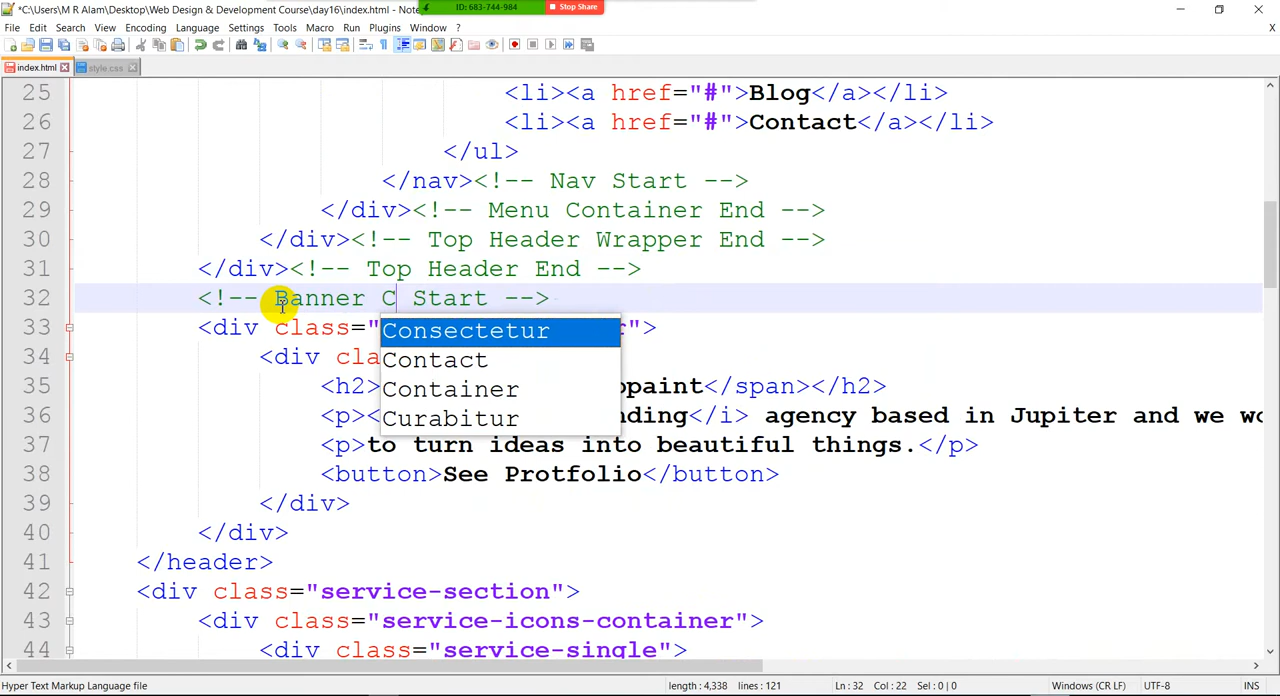 *C:\Users\M R Alam\Desktop\Web Design & Development Course\day16\index.html - Note
ID: 683-744-984
Stop Share
File Edit Search View Encoding Language Settings Tools Macro Run Plugins Window ?
X
index.html
style.css
25 <li><a href="#">Blog</a></li>
26 <li><a href="#">Contact</a></li>
27 </ul>
28 </nav><!-- Nav Start -->
29 </div><!-- Menu Container End -->
30 </div><!-- Top Header Wrapper End -->
31 </div><!-- Top Header End -->
32 <!-- Banner C Start -->
33 <div class=" r">
Consectetur
34 <div cla
Contact
35 <h2> paint</span></h2>
Container
36 <p>< nding</i> agency based in Jupiter and we wo
Curabitur
37 <p>to turn ideas into beautiful things.</p>
38 <button>See Protfolio</button>
39 </div>
40 </div>
41 </header>
42 <div class="service-section">
43 <div class="service-icons-container">
44 <div class="service-single">
Hyper Text Markup Language file
length : 4,338 lines : 121
Ln : 32 Col : 22 Sel : 0 | 0
Windows (CR LF)
UTF-8
INS